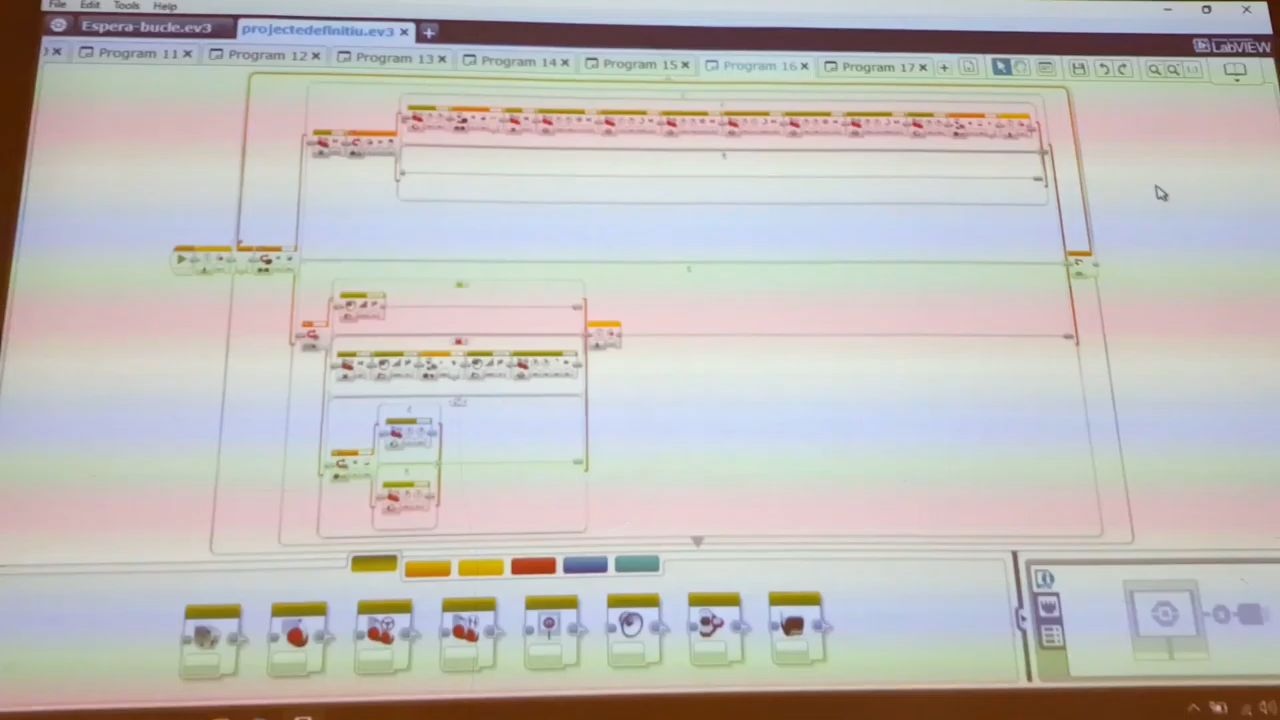 File Edit Tools Help
Espera-bucle.ev3 projectedefinitiu.ev3
LabVIEW
Program 11 Program 12 Program 13 Program 14 Program 15 Program 16 Program 17